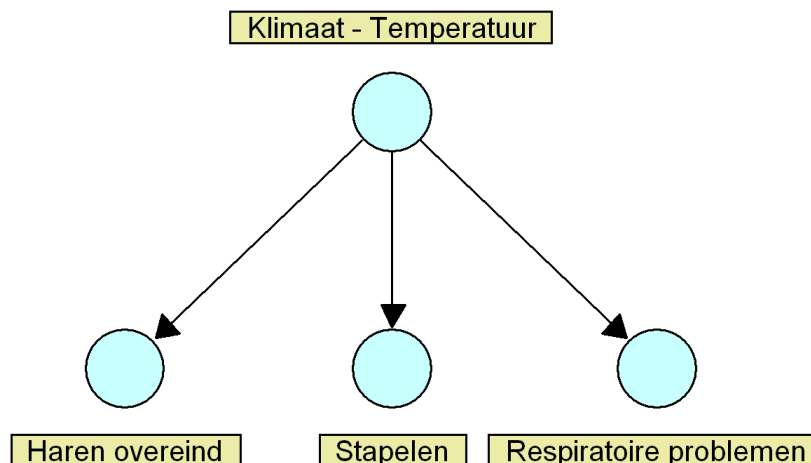 Klimaat - Temperatuur
Haren overeind
Stapelen
Respiratoire problemen